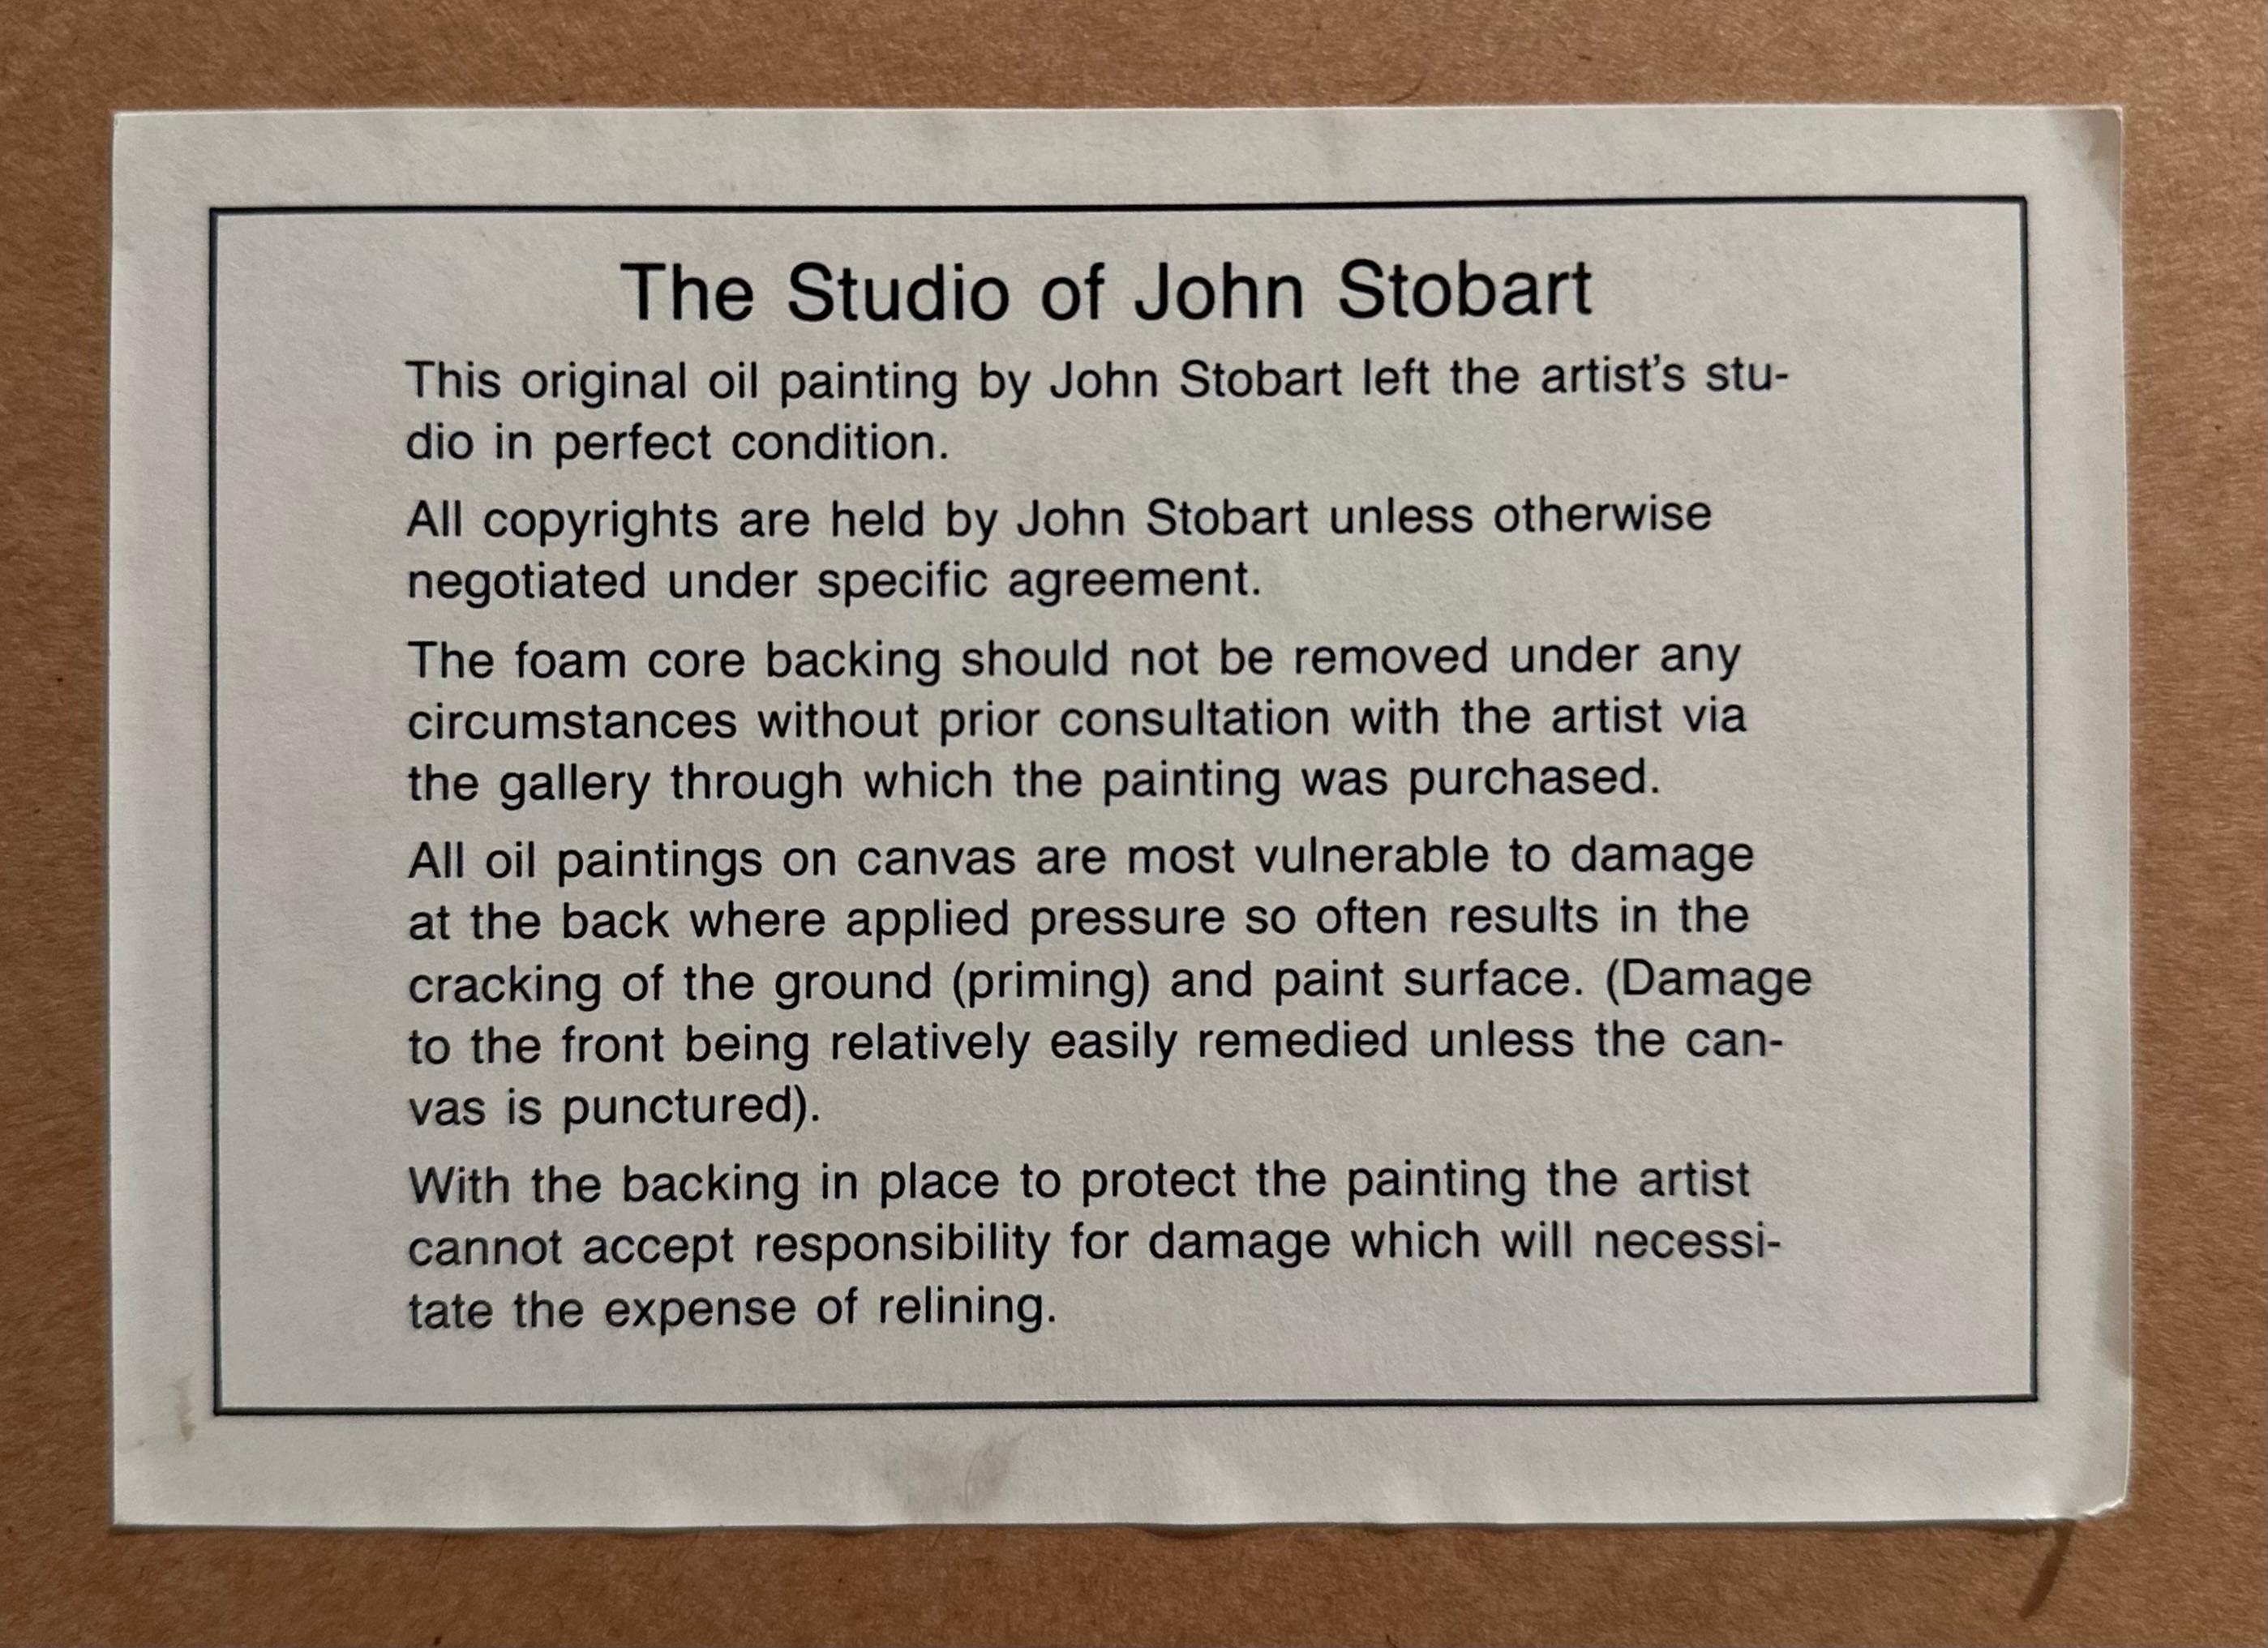 The Studio of John Stobart
This original oil painting by John Stobart left the artist’s stu-
dio in perfect condition.
All copyrights are held by John Stobart unless otherwise
negotiated under specific agreement.
The foam core backing should not be removed under any
circumstances without prior consultation with the artist via
the gallery through which the painting was purchased.
All oil paintings on canvas are most vulnerable to damage
at the back where applied pressure so often results in the
cracking of the ground (priming) and paint surface. (Damage
to the front being relatively easily remedied unless the can-
vas is punctured).
With the backing in place to protect the painting the artist
cannot accept responsibility for damage which will necessi-
tate the expense of relining.